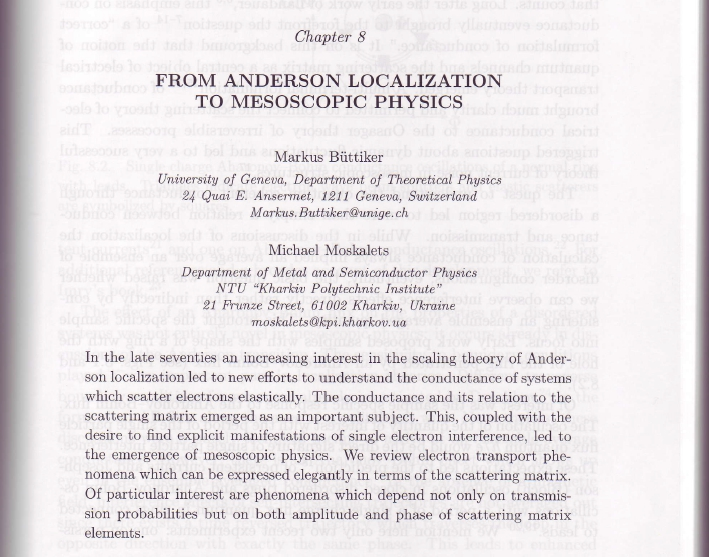 Chapter 8
FROM ANDERSON LOCALIZATION
TO MESOSCOPIC PHYSICS
Markus Büttiker
University of Geneva, Department of Theoretical Physics
24 Quai E. Ansermet, 1211 Geneva, Switzerland
Markus.Buttiker@unige.ch
Michael Moskalets
Department of Metal and Semiconductor Physics
NTU “Kharkiv Polytechnic Institute”
21 Frunze Street, 61002 Kharkiv, Ukraine
moskalets@kpi.kharkov.ua
In the late seventies an increasing interest in the scaling theory of Ander-
son localization led to new efforts to understand the conductance of systems
which scatter electrons elastically. The conductance and its relation to the
scattering matrix emerged as an important subject. This, coupled with the
desire to find explicit manifestations of single electron interference, led to
the emergence of mesoscopic physics. We review electron transport phe-
nomena which can be expressed elegantly in terms of the scattering matrix.
Of particular interest are phenomena which depend not only on transmis-
sion probabilities but on both amplitude and phase of scattering matrix
elements.